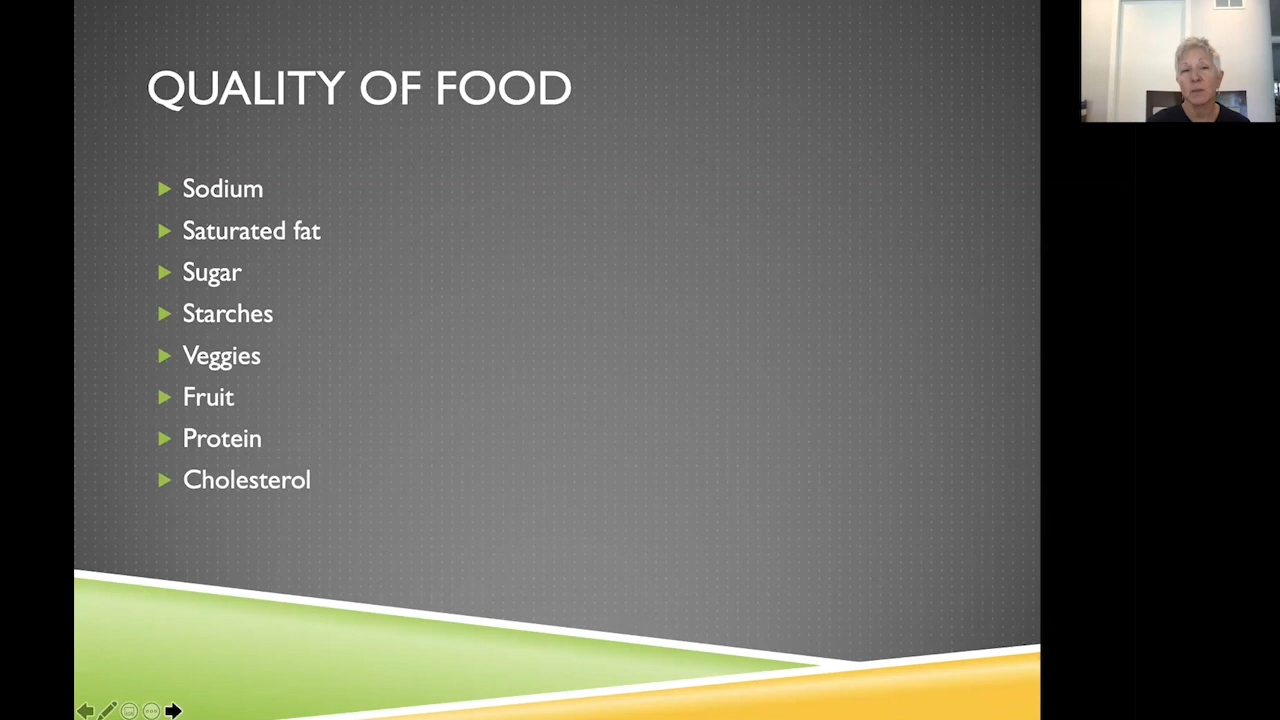 QUALITY OF FOOD
Sodium
Saturated fat
Sugar
Starches
Veggies
Fruit
Protein
Cholesterol